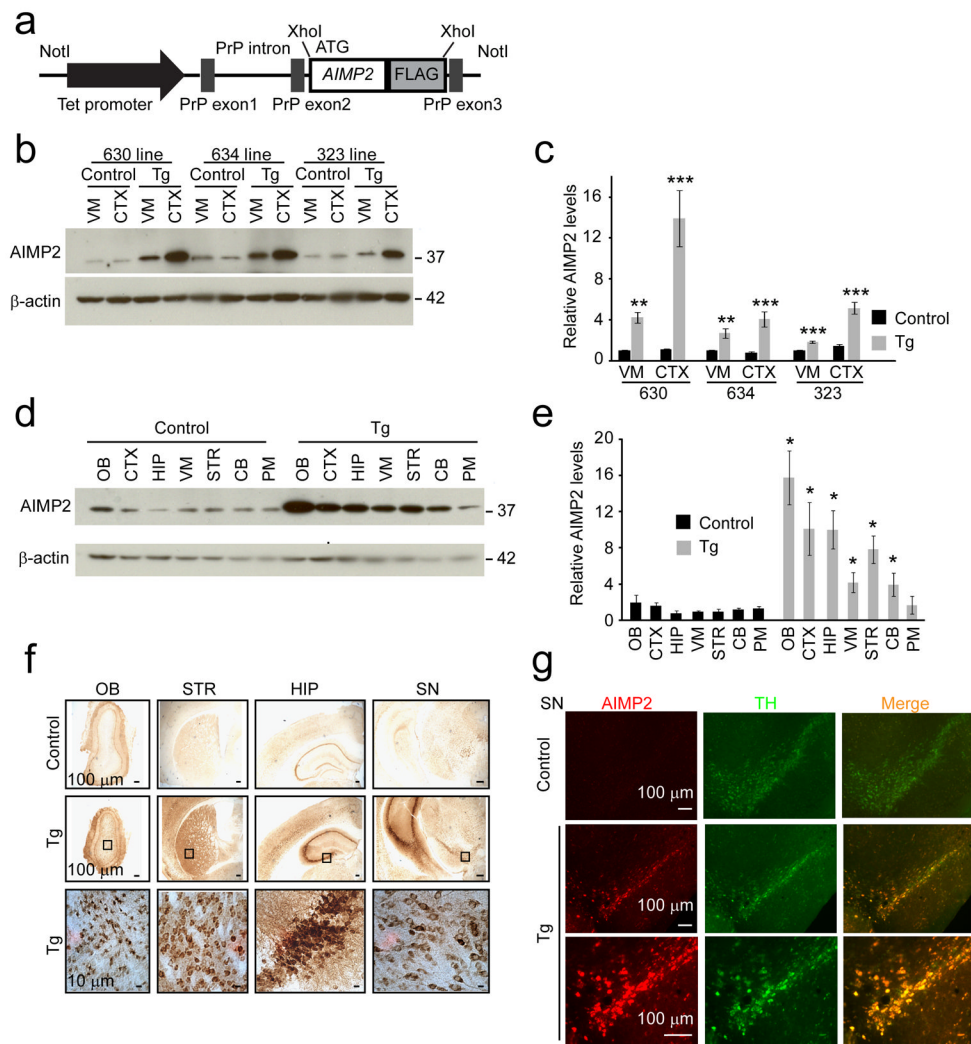 a
XhoI XhoI
NotI PrP intron ATG NotI
AIMP2 FLAG
Tet promoter PrP exon1 PrP exon2 PrP exon3
b
630 line 634 line 323 line
Control Tg Control Tg Control Tg
VM CTX VM CTX VM CTX VM CTX VM CTX VM CTX
AIMP2 - 37
β-actin - 42
c
Relative AIMP2 levels
16
12
8
4
0
** *** ** *** *** ***
Control
Tg
VM CTX VM CTX VM CTX
630 634 323
d
Control Tg
OB CTX HIP VM STR CB PM OB CTX HIP VM STR CB PM
AIMP2 - 37
β-actin - 42
e
Relative AIMP2 levels
20
16
12
8
4
0
* * * * * *
Control
Tg
OB CTX HIP VM STR CB PM OB CTX HIP VM STR CB PM
f
OB STR HIP SN
Control
100 μm
Tg
100 μm
Tg
10 μm
g
SN AIMP2 TH Merge
Control
100 μm
Tg
100 μm
100 μm